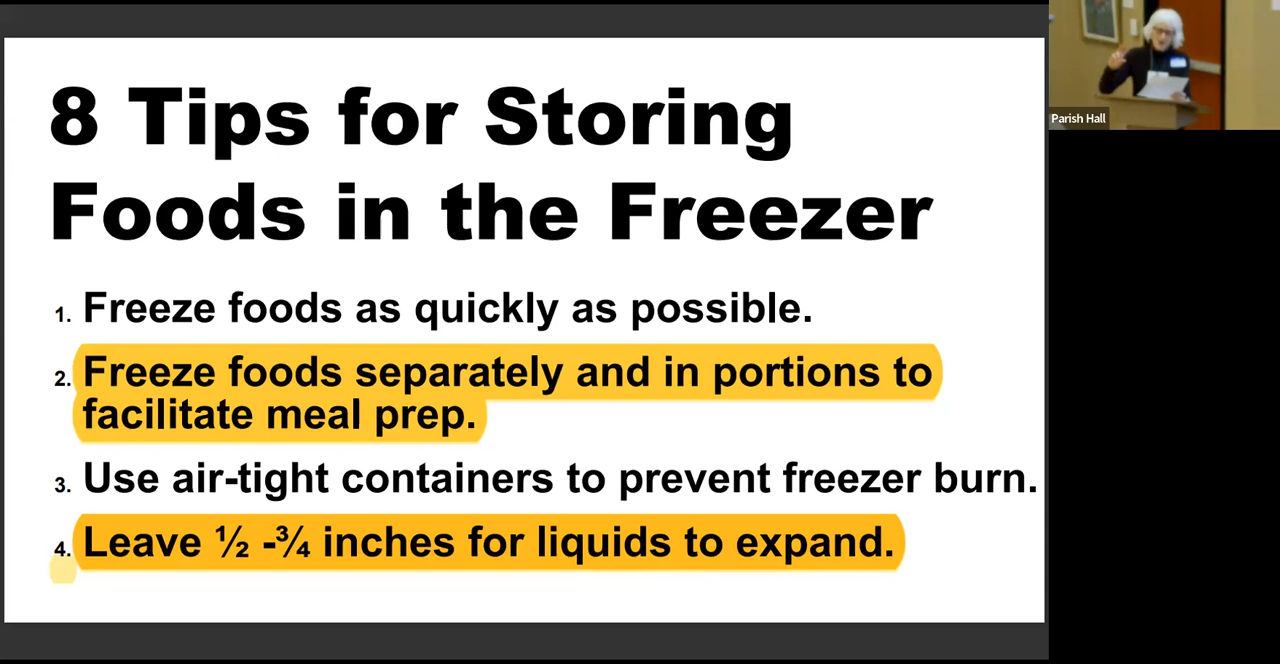 8 Tips for Storing
Foods in the Freezer
1. Freeze foods as quickly as possible.
2. Freeze foods separately and in portions to
facilitate meal prep.
3. Use air-tight containers to prevent freezer burn.
4. Leave ½ -¾ inches for liquids to expand.
Parish Hall